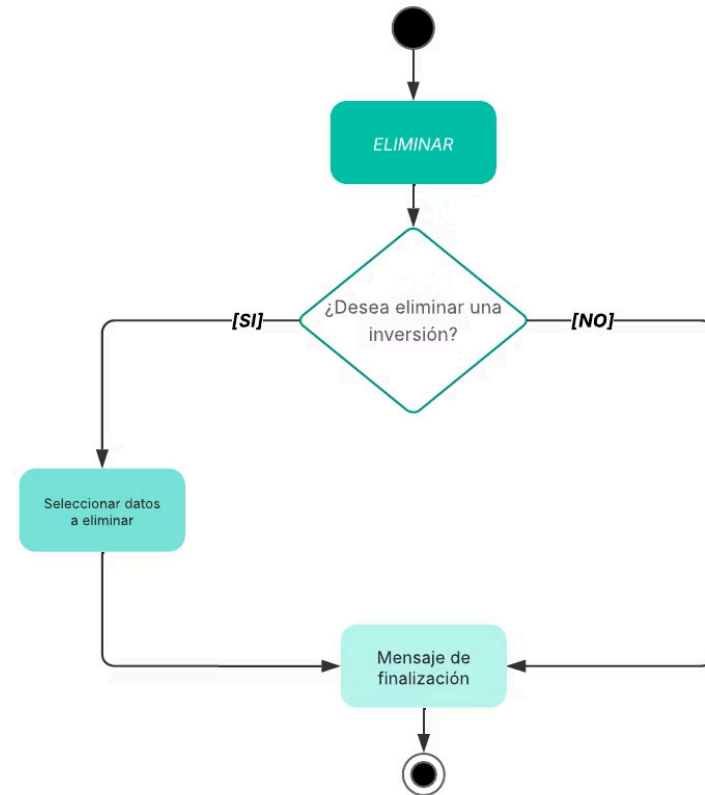 ELIMINAR
¿Desea eliminar una
inversión?
[SI]
[NO]
Seleccionar datos
a eliminar
Mensaje de
finalización